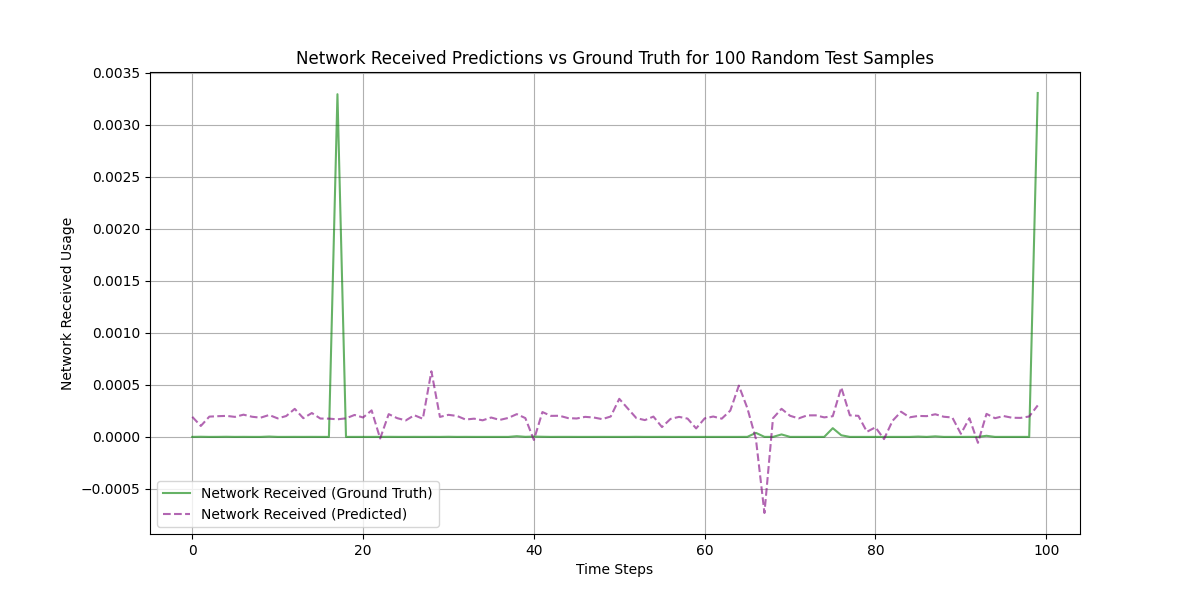 Network Received Predictions vs Ground Truth for 100 Random Test Samples
0.0035
0.0030
0.0025
0.0020
0.0015
0.0010
0.0005
0.0000
−0.0005
Network Received Usage
Network Received (Ground Truth)
Network Received (Predicted)
0 20 40 60 80 100
Time Steps